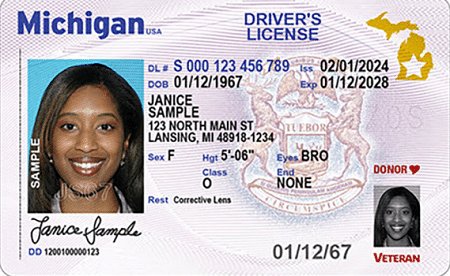 Michigan USA
DRIVER'S LICENSE
DL # S 000 123 456 789 Iss 02/01/2024
DOB 01/12/1967 Exp 01/12/2028
JANICE
SAMPLE
123 NORTH MAIN ST
LANSING, MI 48918-1234
Sex F Hgt 5'-06" Eyes BRO
Class O End NONE
Rest Corrective Lens
TUEBOR
CIRCUMSPICE
SAMPLE
Janice Sample
DD 1200100000123
DONOR
01/12/67
VETERAN